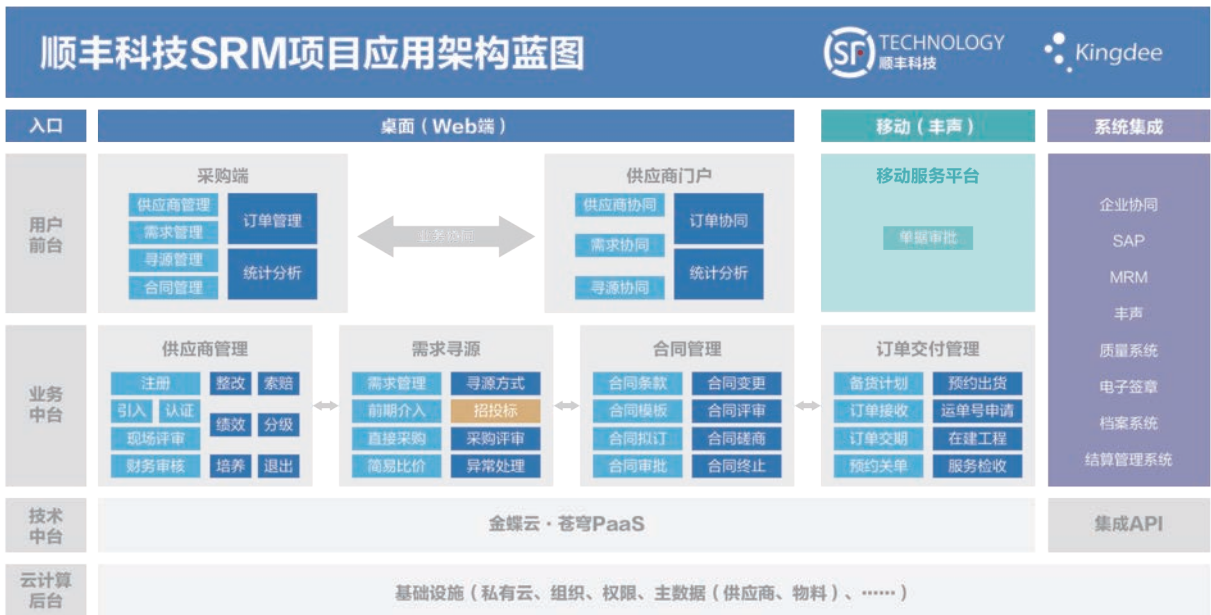 顺丰科技SRM项目应用架构蓝图
SF TECHNOLOGY
顺丰科技
Kingdee
入口
桌面（Web端）
移动（丰声）
系统集成
用户
前台
采购端
供应商管理
需求管理
寻源管理
合同管理
订单管理
统计分析
业务协同
供应商门户
供应商协同
需求协同
寻源协同
订单协同
统计分析
移动服务平台
单据审批
企业协同
SAP
MRM
丰声
质量系统
电子签章
档案系统
结算管理系统
业务
中台
供应商管理
注册
引入
认证
现场评审
财务审核
整改
索赔
绩效
分级
培养
退出
需求寻源
需求管理
前期介入
直接采购
简易比价
寻源方式
招投标
采购评审
异常处理
合同管理
合同条款
合同模板
合同拟订
合同审批
合同变更
合同评审
合同磋商
合同终止
订单交付管理
备货计划
订单接收
订单交期
预约关单
预约出货
运单号申请
在建工程
服务检收
技术
中台
金蝶云·苍穹PaaS
集成API
云计算
后台
基础设施（私有云、组织、权限、主数据（供应商、物料）、……）